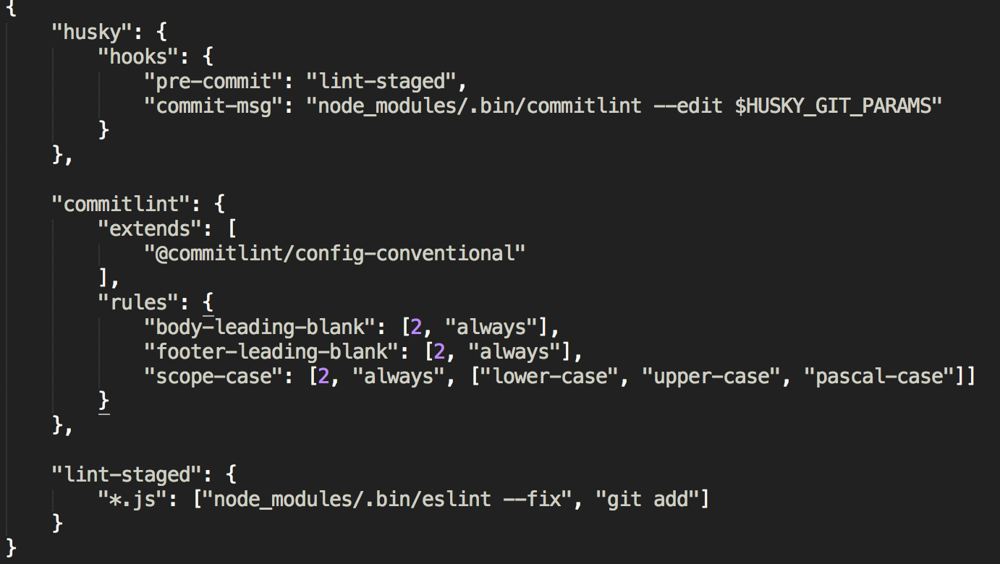 {
    "husky": {
        "hooks": {
            "pre-commit": "lint-staged",
            "commit-msg": "node_modules/.bin/commitlint --edit $HUSKY_GIT_PARAMS"
        }
    },

    "commitlint": {
        "extends": [
            "@commitlint/config-conventional"
        ],
        "rules": {
            "body-leading-blank": [2, "always"],
            "footer-leading-blank": [2, "always"],
            "scope-case": [2, "always", ["lower-case", "upper-case", "pascal-case"]]
        }
    },

    "lint-staged": {
        "*.js": ["node_modules/.bin/eslint --fix", "git add"]
    }
}